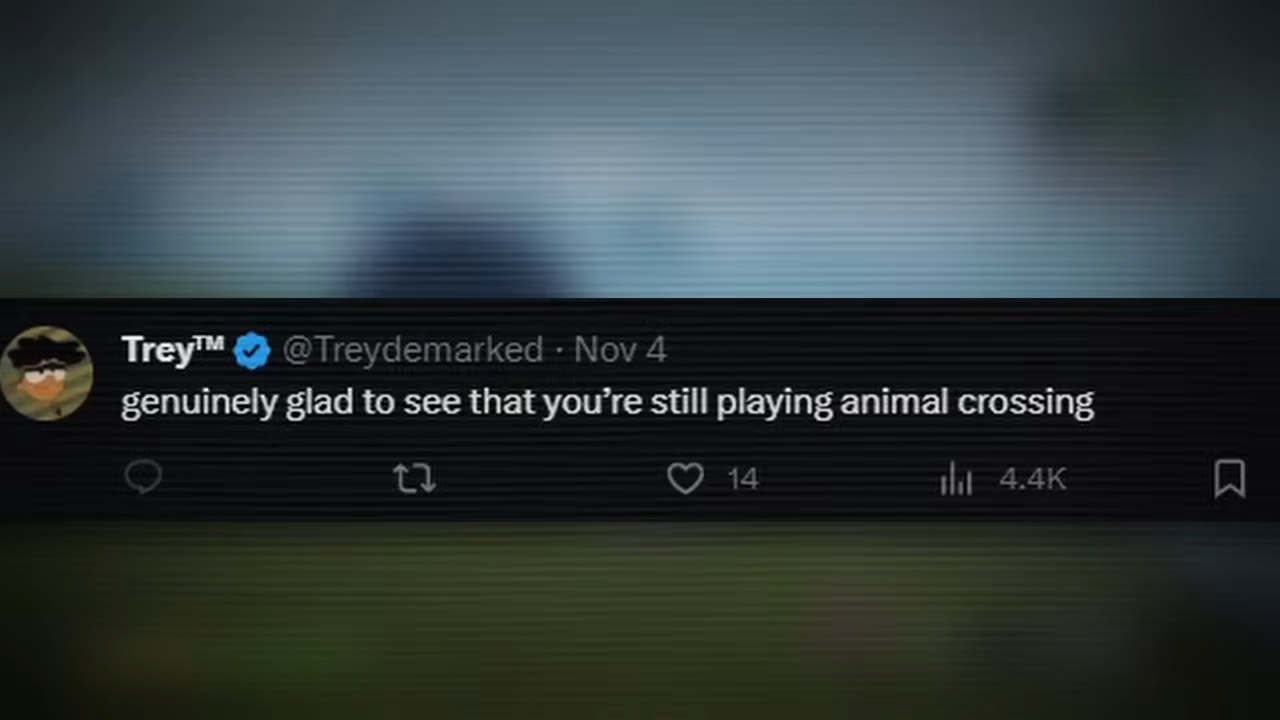 Trey™ @Treydemarked · Nov 4
genuinely glad to see that you're still playing animal crossing
14 4.4K